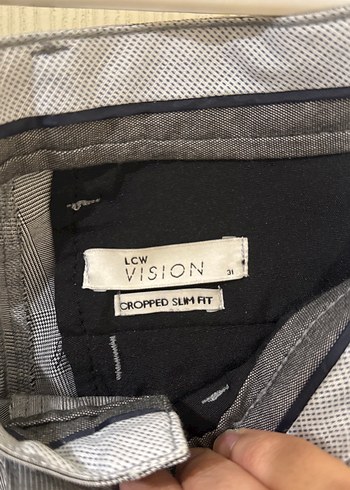 LCW
VISION
31
CROPPED SLIM FIT